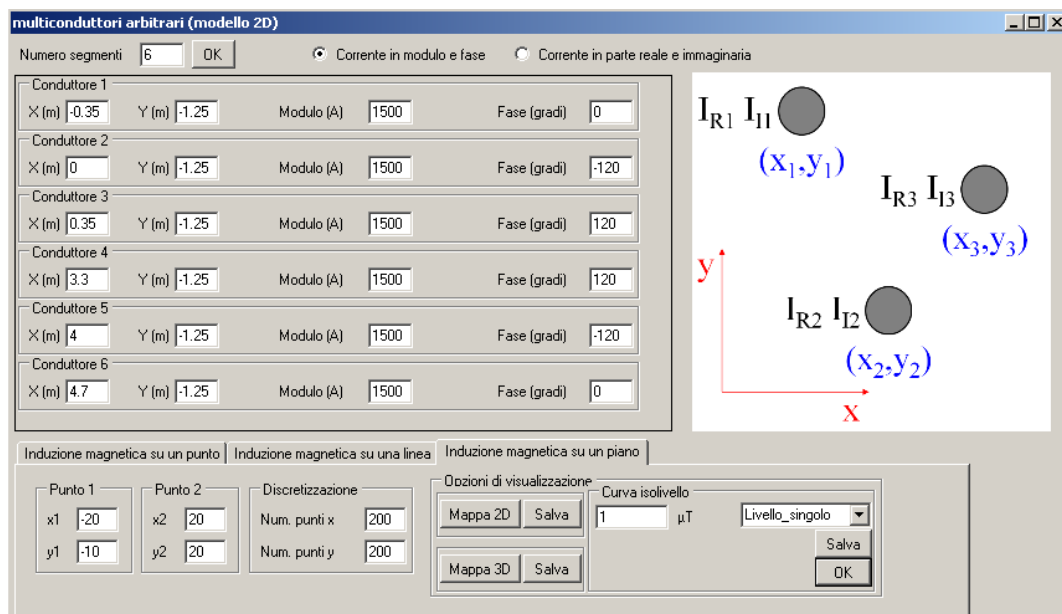 multiconduttori arbitrari (modello 2D)
Numero segmenti 6 OK Corrente in modulo e fase Corrente in parte reale e immaginaria
Conduttore 1
X (m) -0.35 Y (m) -1.25 Modulo (A) 1500 Fase (gradi) 0
Conduttore 2
X (m) 0 Y (m) -1.25 Modulo (A) 1500 Fase (gradi) -120
Conduttore 3
X (m) 0.35 Y (m) -1.25 Modulo (A) 1500 Fase (gradi) 120
Conduttore 4
X (m) 3.3 Y (m) -1.25 Modulo (A) 1500 Fase (gradi) 120
Conduttore 5
X (m) 4 Y (m) -1.25 Modulo (A) 1500 Fase (gradi) -120
Conduttore 6
X (m) 4.7 Y (m) -1.25 Modulo (A) 1500 Fase (gradi) 0
I_R1 I_I1
(x_1,y_1)
I_R3 I_I3
(x_3,y_3)
y
I_R2 I_I2
(x_2,y_2)
x
Induzione magnetica su un punto Induzione magnetica su una linea Induzione magnetica su un piano
Punto 1
x1 -20
y1 -10
Punto 2
x2 20
y2 20
Discretizzazione
Num. punti x 200
Num. punti y 200
Opzioni di visualizzazione
Mappa 2D Salva
Mappa 3D Salva
Curva isolivello
1 µT Livello_singolo
Salva
OK